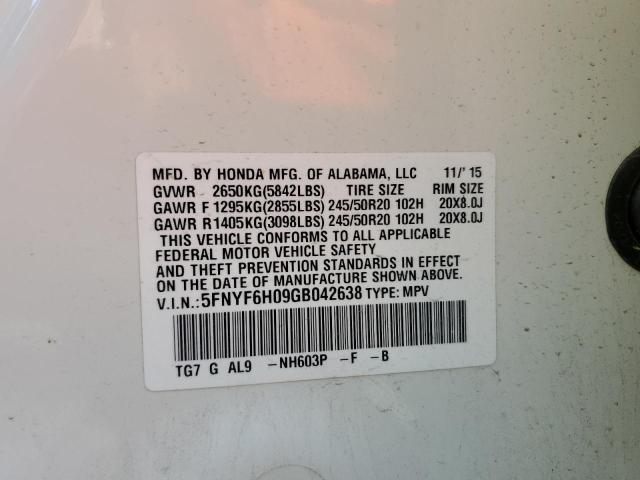 MFD. BY HONDA MFG. OF ALABAMA, LLC 11/'15
GVWR 2650KG(5842LBS) TIRE SIZE RIM SIZE
GAWR F 1295KG(2855LBS) 245/50R20 102H 20X8.0J
GAWR R1405KG(3098LBS) 245/50R20 102H 20X8.0J
THIS VEHICLE CONFORMS TO ALL APPLICABLE
FEDERAL MOTOR VEHICLE SAFETY
AND THEFT PREVENTION STANDARDS IN EFFECT
ON THE DATE OF MANUFACTURE SHOWN ABOVE.
V.I.N.: 5FNYF6H09GB042638 TYPE: MPV
TG7 G AL9 -NH603P -F -B